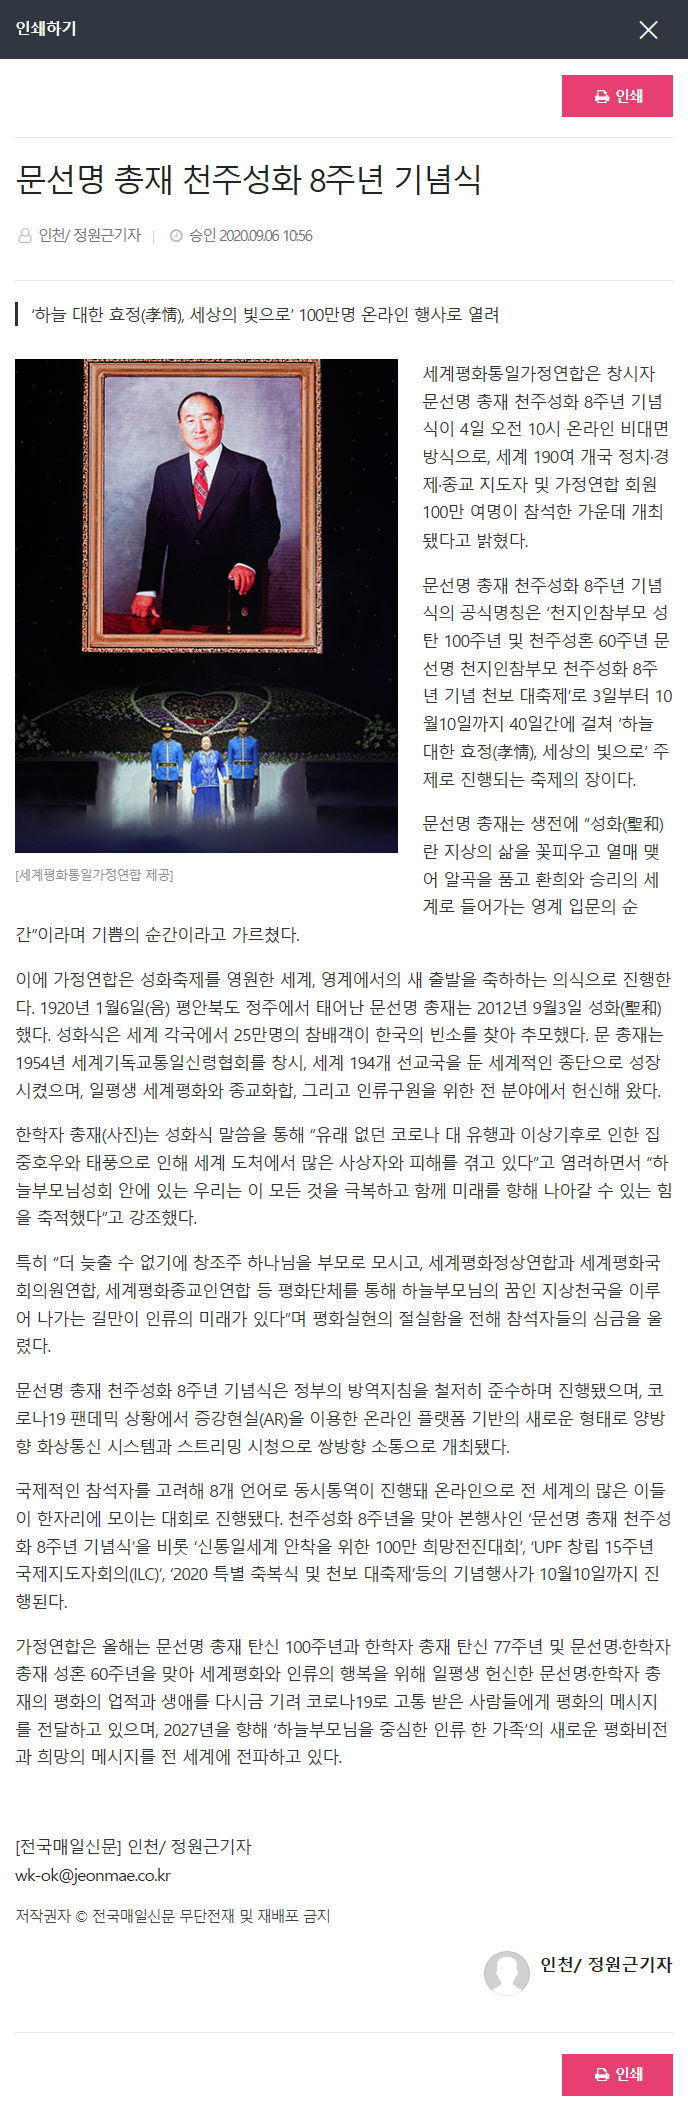 인쇄하기
인쇄
문선명 총재 천주성화 8주년 기념식
인천/ 정원근기자
승인 2020.09.06 10:56
‘하늘 대한 효정(孝情), 세상의 빛으로’ 100만명 온라인 행사로 열려
세계평화통일가정연합은 창시자
문선명 총재 천주성화 8주년 기념
식이 4일 오전 10시 온라인 비대면
방식으로, 세계 190여 개국 정치·경
제·종교 지도자 및 가정연합 회원
100만 여명이 참석한 가운데 개최
됐다고 밝혔다.
문선명 총재 천주성화 8주년 기념
식의 공식명칭은 ‘천지인참부모 성
탄 100주년 및 천주성혼 60주년 문
선명 천지인참부모 천주성화 8주
년 기념 천보 대축제’로 3일부터 10
월10일까지 40일간에 걸쳐 ‘하늘
대한 효정(孝情), 세상의 빛으로’ 주
제로 진행되는 축제의 장이다.
[세계평화통일가정연합 제공]
문선명 총재는 생전에 “성화(聖和)
란 지상의 삶을 꽃피우고 열매 맺
어 알곡을 품고 환희와 승리의 세
계로 들어가는 영계 입문의 순
간”이라며 기쁨의 순간이라고 가르쳤다.
이에 가정연합은 성화축제를 영원한 세계, 영계에서의 새 출발을 축하하는 의식으로 진행한
다. 1920년 1월6일(음) 평안북도 정주에서 태어난 문선명 총재는 2012년 9월3일 성화(聖和)
했다. 성화식은 세계 각국에서 25만명의 참배객이 한국의 빈소를 찾아 추모했다. 문 총재는
1954년 세계기독교통일신령협회를 창시, 세계 194개 선교국을 둔 세계적인 종단으로 성장
시켰으며, 일평생 세계평화와 종교화합, 그리고 인류구원을 위한 전 분야에서 헌신해 왔다.
한학자 총재(사진)는 성화식 말씀을 통해 “유래 없던 코로나 대 유행과 이상기후로 인한 집
중호우와 태풍으로 인해 세계 도처에서 많은 사상자와 피해를 겪고 있다”고 염려하면서 “하
늘부모님성회 안에 있는 우리는 이 모든 것을 극복하고 함께 미래를 향해 나아갈 수 있는 힘
을 축적했다”고 강조했다.
특히 “더 늦출 수 없기에 창조주 하나님을 부모로 모시고, 세계평화정상연합과 세계평화국
회의원연합, 세계평화종교인연합 등 평화단체를 통해 하늘부모님의 꿈인 지상천국을 이루
어 나가는 길만이 인류의 미래가 있다”며 평화실현의 절실함을 전해 참석자들의 심금을 울
렸다.
문선명 총재 천주성화 8주년 기념식은 정부의 방역지침을 철저히 준수하며 진행됐으며, 코
로나19 팬데믹 상황에서 증강현실(AR)을 이용한 온라인 플랫폼 기반의 새로운 형태로 양방
향 화상통신 시스템과 스트리밍 시청으로 쌍방향 소통으로 개최됐다.
국제적인 참석자를 고려해 8개 언어로 동시통역이 진행돼 온라인으로 전 세계의 많은 이들
이 한자리에 모이는 대회로 진행됐다. 천주성화 8주년을 맞아 본행사인 ‘문선명 총재 천주성
화 8주년 기념식’을 비롯 ‘신통일세계 안착을 위한 100만 희망전진대회’, ‘UPF 창립 15주년
국제지도자회의(ILC)’, ‘2020 특별 축복식 및 천보 대축제’등의 기념행사가 10월10일까지 진
행된다.
가정연합은 올해는 문선명 총재 탄신 100주년과 한학자 총재 탄신 77주년 및 문선명·한학자
총재 성혼 60주년을 맞아 세계평화와 인류의 행복을 위해 일평생 헌신한 문선명·한학자 총
재의 평화의 업적과 생애를 다시금 기려 코로나19로 고통 받은 사람들에게 평화의 메시지
를 전달하고 있으며, 2027년을 향해 ‘하늘부모님을 중심한 인류 한 가족’의 새로운 평화비전
과 희망의 메시지를 전 세계에 전파하고 있다.
[전국매일신문] 인천/ 정원근기자
wk-ok@jeonmae.co.kr
저작권자 © 전국매일신문 무단전재 및 재배포 금지
인천/ 정원근기자
인쇄